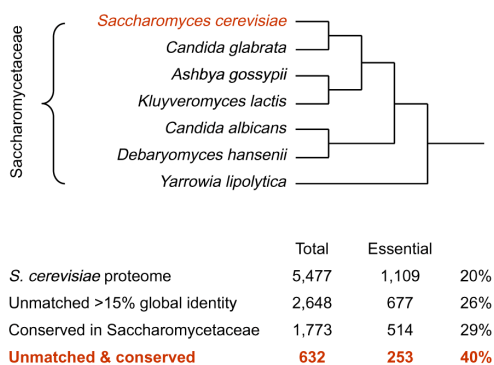 Saccharomycetaceae
Saccharomyces cerevisiae
Candida glabrata
Ashbya gossypii
Kluyveromyces lactis
Candida albicans
Debaryomyces hansenii
Yarrowia lipolytica
Total Essential
S. cerevisiae proteome 5,477 1,109 20%
Unmatched >15% global identity 2,648 677 26%
Conserved in Saccharomycetaceae 1,773 514 29%
Unmatched & conserved 632 253 40%